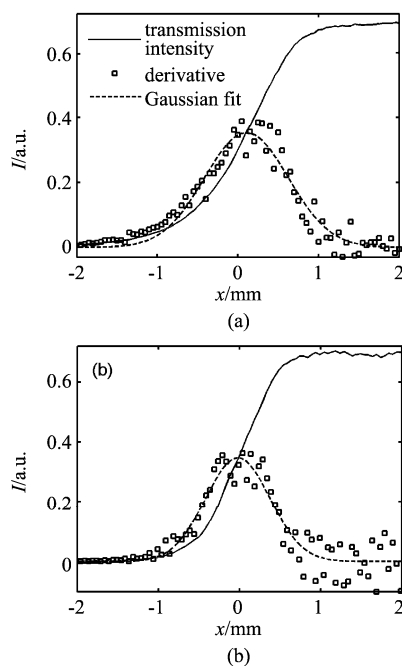 transmission
intensity
derivative
Gaussian fit
0.6
0.4
0.2
0
I/a.u.
-2 -1 0 1 2
x/mm
(a)
(b)
0.6
0.4
0.2
0
I/a.u.
-2 -1 0 1 2
x/mm
(b)